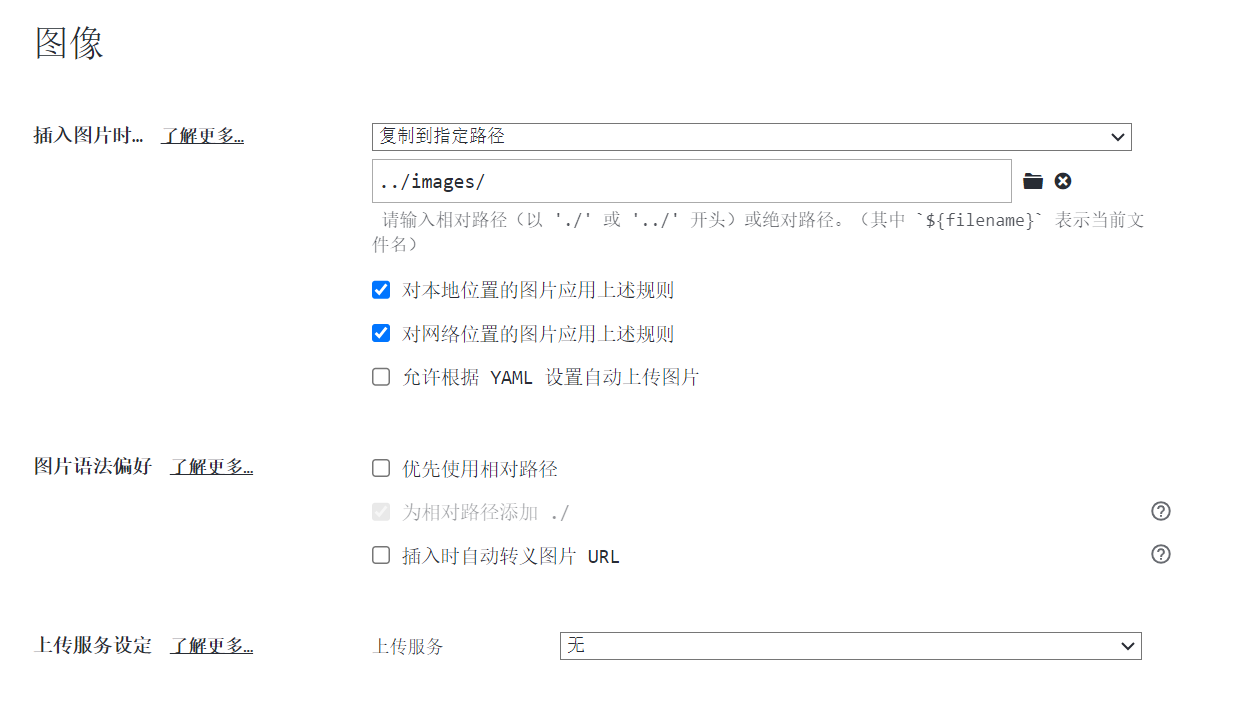 图像
插入图片时... 了解更多...
复制到指定路径
../images/
请输入相对路径（以 './' 或 '../' 开头）或绝对路径。（其中 `${filename}` 表示当前文
件名）
对本地位置的图片应用上述规则
对网络位置的图片应用上述规则
允许根据 YAML 设置自动上传图片
图片语法偏好 了解更多...
优先使用相对路径
为相对路径添加 ./
插入时自动转义图片 URL
上传服务设定 了解更多...
上传服务 无